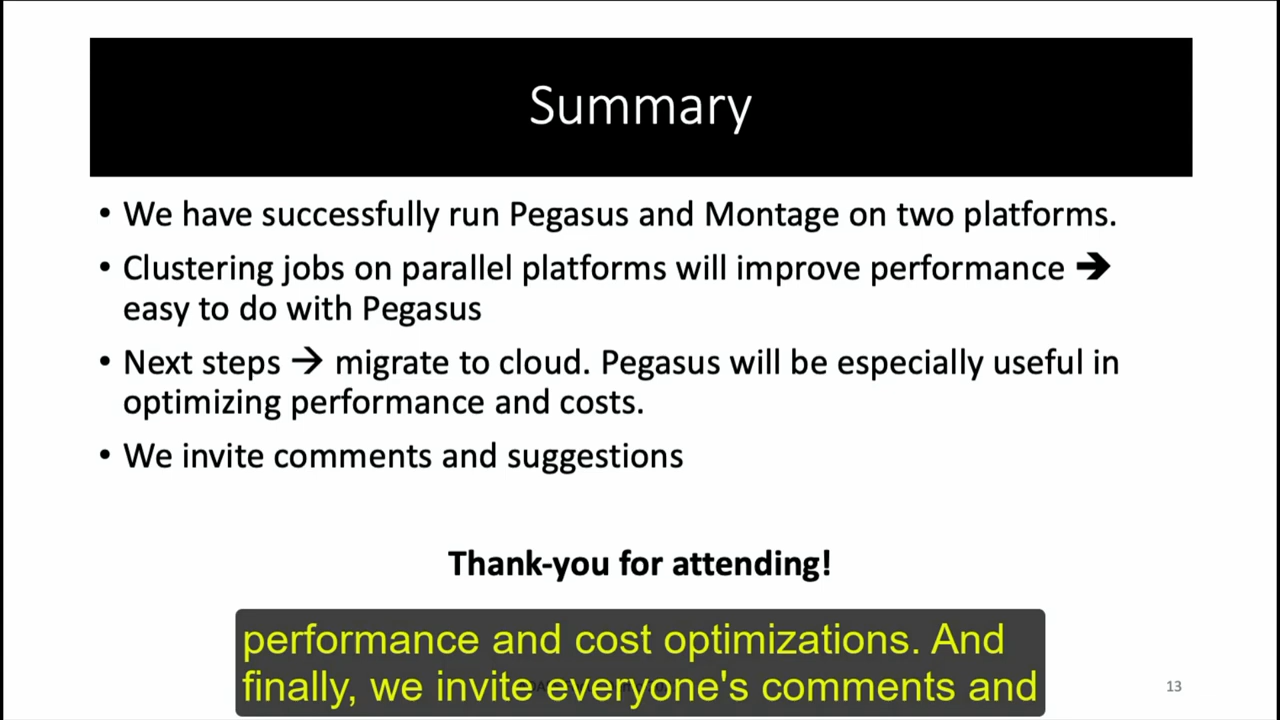 Summary
• We have successfully run Pegasus and Montage on two platforms.
• Clustering jobs on parallel platforms will improve performance ➔
easy to do with Pegasus
• Next steps → migrate to cloud. Pegasus will be especially useful in
optimizing performance and costs.
• We invite comments and suggestions
Thank-you for attending!
performance and cost optimizations. And
finally, we invite everyone's comments and
13